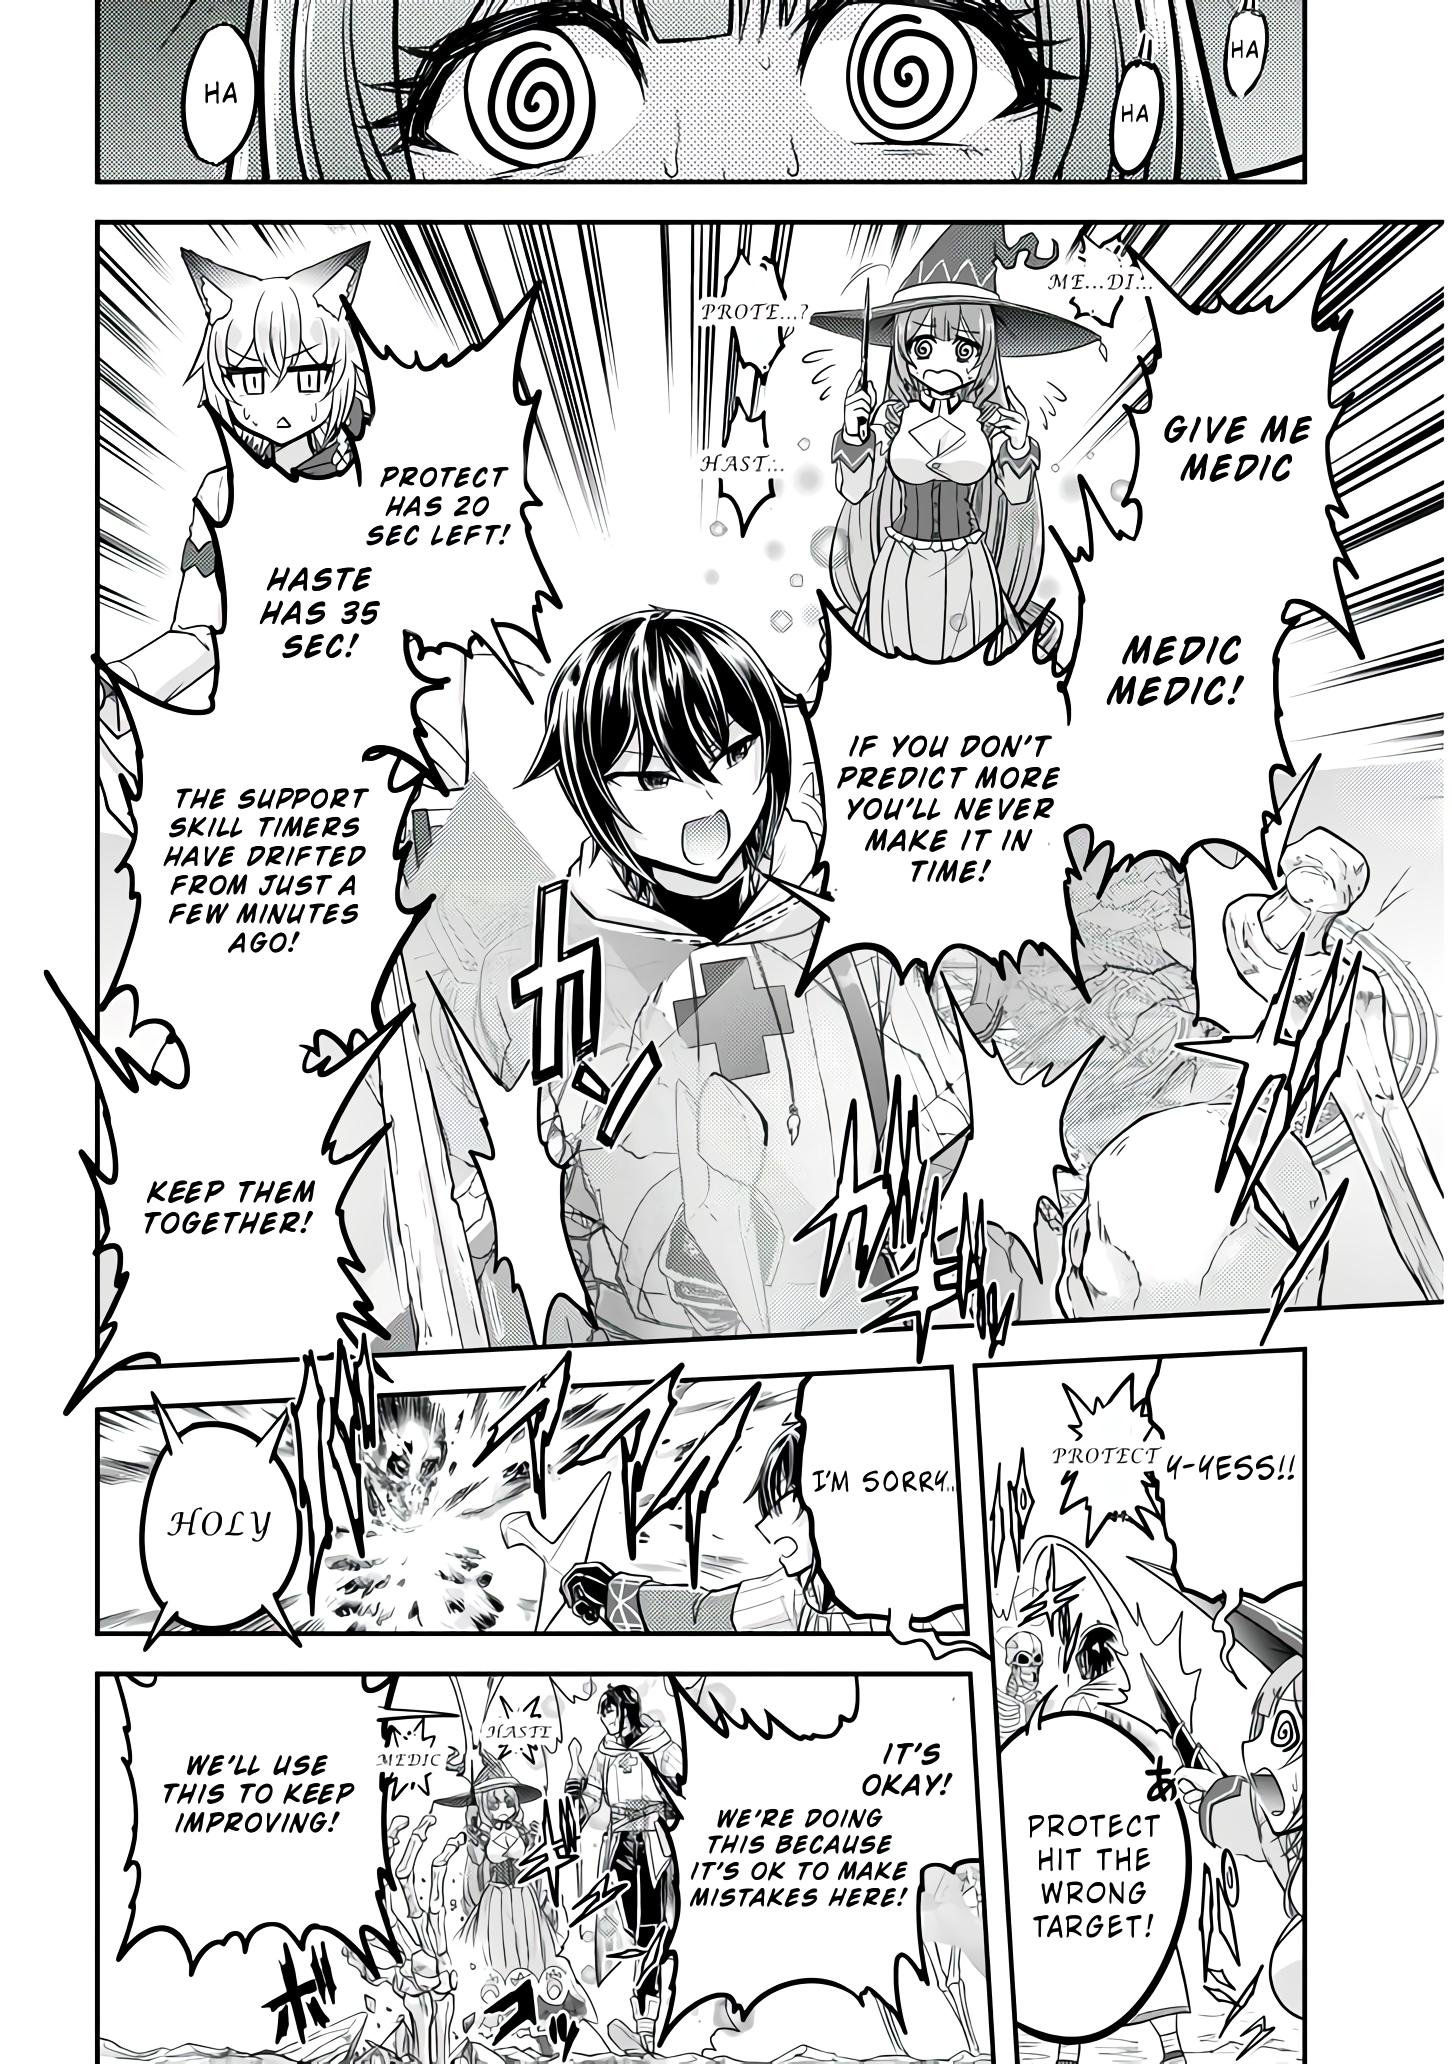 HA
HA
HA
ME...DI...
PROTE...?
HAST...
GIVE ME
MEDIC
MEDIC
MEDIC!
IF YOU DON'T
PREDICT MORE
YOU'LL NEVER
MAKE IT IN
TIME!
PROTECT
HAS 20
SEC LEFT!
HASTE
HAS 35
SEC!
THE SUPPORT
SKILL TIMERS
HAVE DRIFTED
FROM JUST A
FEW MINUTES
AGO!
KEEP THEM
TOGETHER!
Y-YESS!!
PROTECT
あ
PROTECT
HIT THE
WRONG
TARGET!
I'M SORRY..
HOLY
IT'S
OKAY!
WE'RE DOING
THIS BECAUSE
IT'S OK TO MAKE
MISTAKES HERE!
HASTE
MEDIC
WE'LL USE
THIS TO KEEP
IMPROVING!